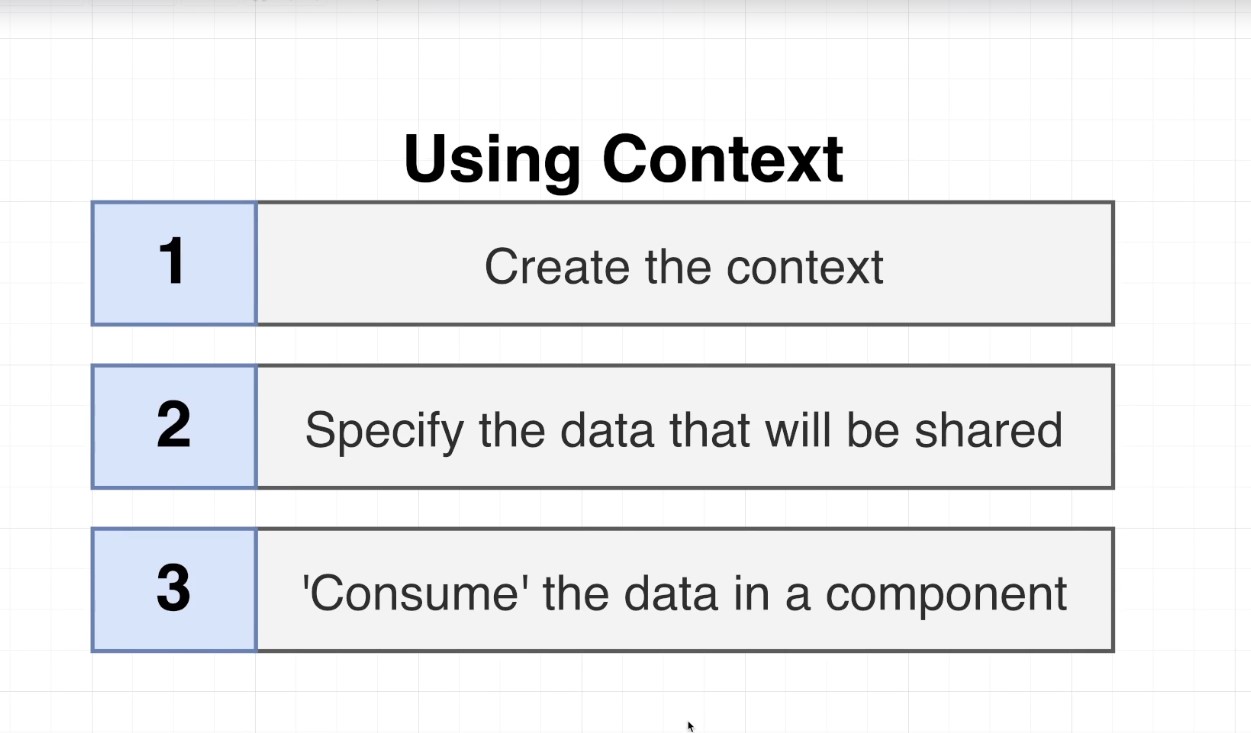 Using Context
1 Create the context
2 Specify the data that will be shared
3 'Consume' the data in a component